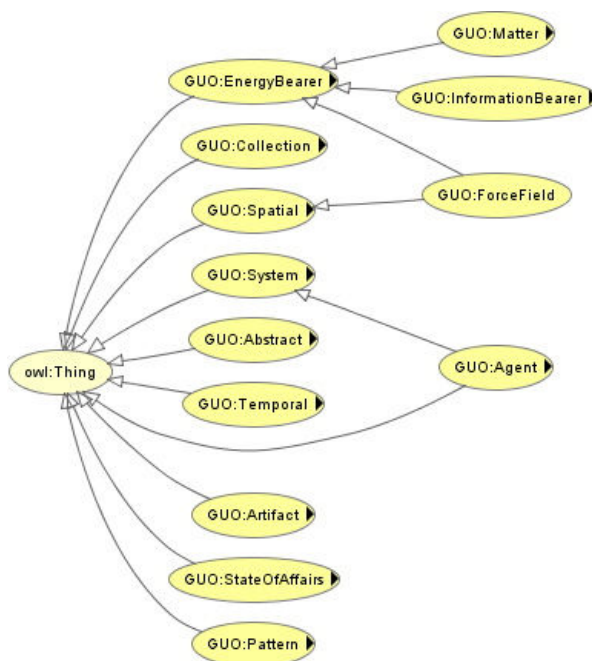 GUO:Matter
GUO:EnergyBearer
GUO:InformationBearer
GUO:Collection
GUO:ForceField
GUO:Spatial
GUO:System
GUO:Abstract
owl:Thing
GUO:Agent
GUO:Temporal
GUO:Artifact
GUO:StateOfAffairs
GUO:Pattern